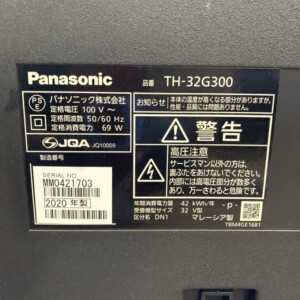 Panasonic 品番 TH-32G300
パナソニック株式会社
定格電圧 100 V ～
定格周波数 50/60 Hz
定格消費電力 69 W
PSE
JQA JQ10009
製造番号
SERIAL NO.
MM0421703
2020 年製
お知らせ
本体の温度が高くなる部分がありますが、
性能・品質には問題ありません。
警告
高圧注意
サービスマン以外の方は、
裏ぶたをあけないでください。
内部には高電圧部分が数多く
あり、万一さわると危険です。
年間消費電力量 42 kWh/年 - p -
受信機型サイズ 32 V型
区分名 DN1 マレーシア製
TBM4GE1681